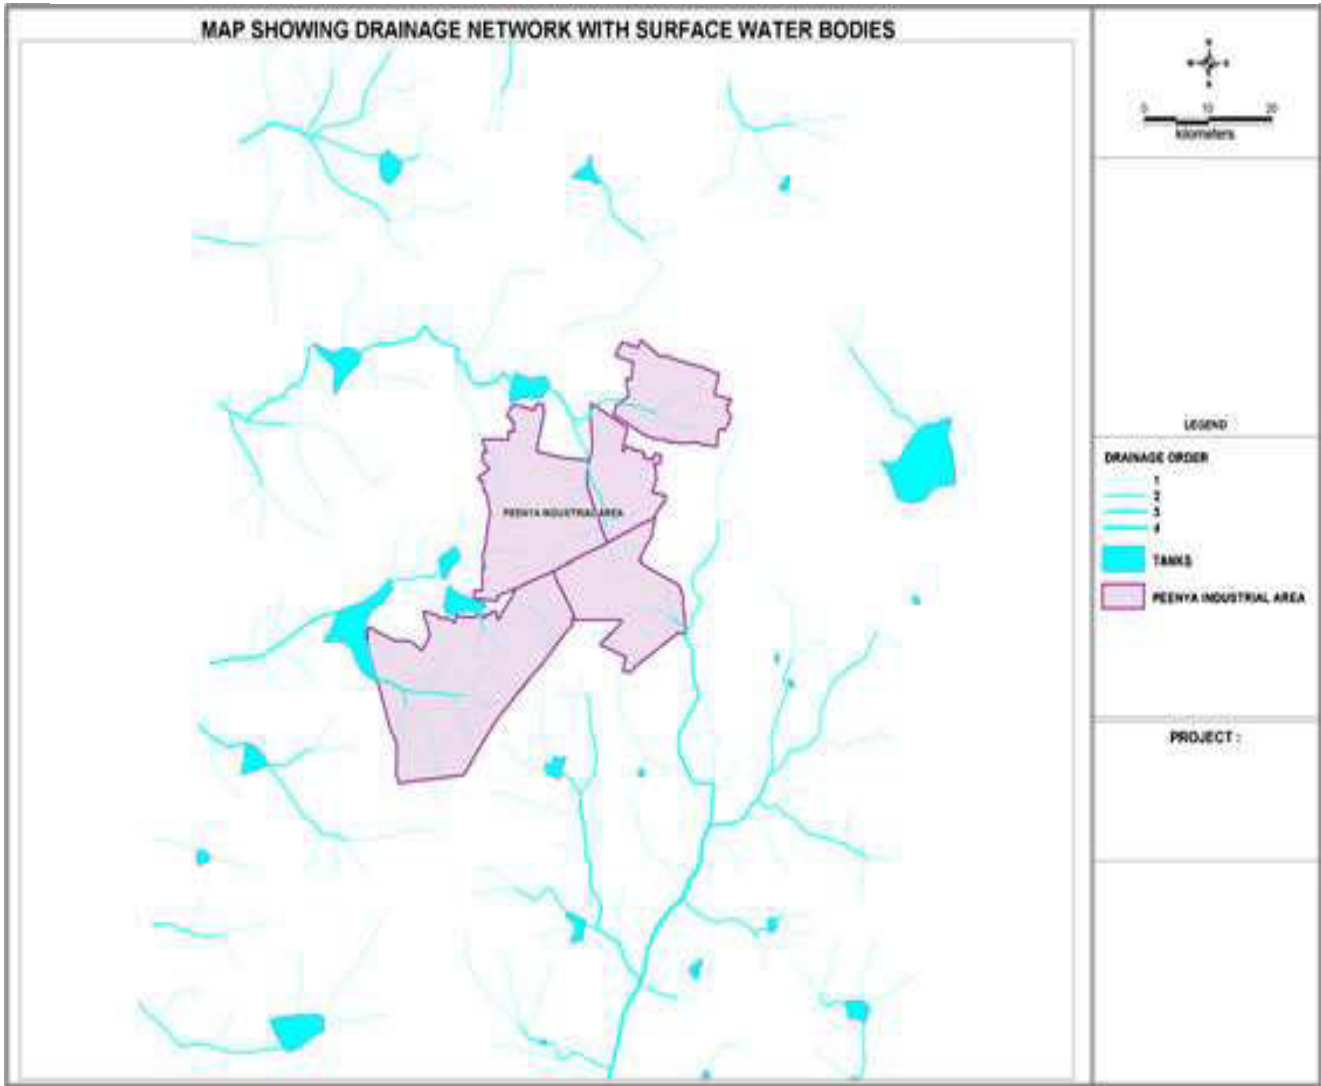 MAP SHOWING DRAINAGE NETWORK WITH SURFACE WATER BODIES
0 10 20
kilometers
LEGEND
DRAINAGE ORDER
1
2
3
4
TANKS
PEENYA INDUSTRIAL AREA
PROJECT :
PEENYA INDUSTRIAL AREA